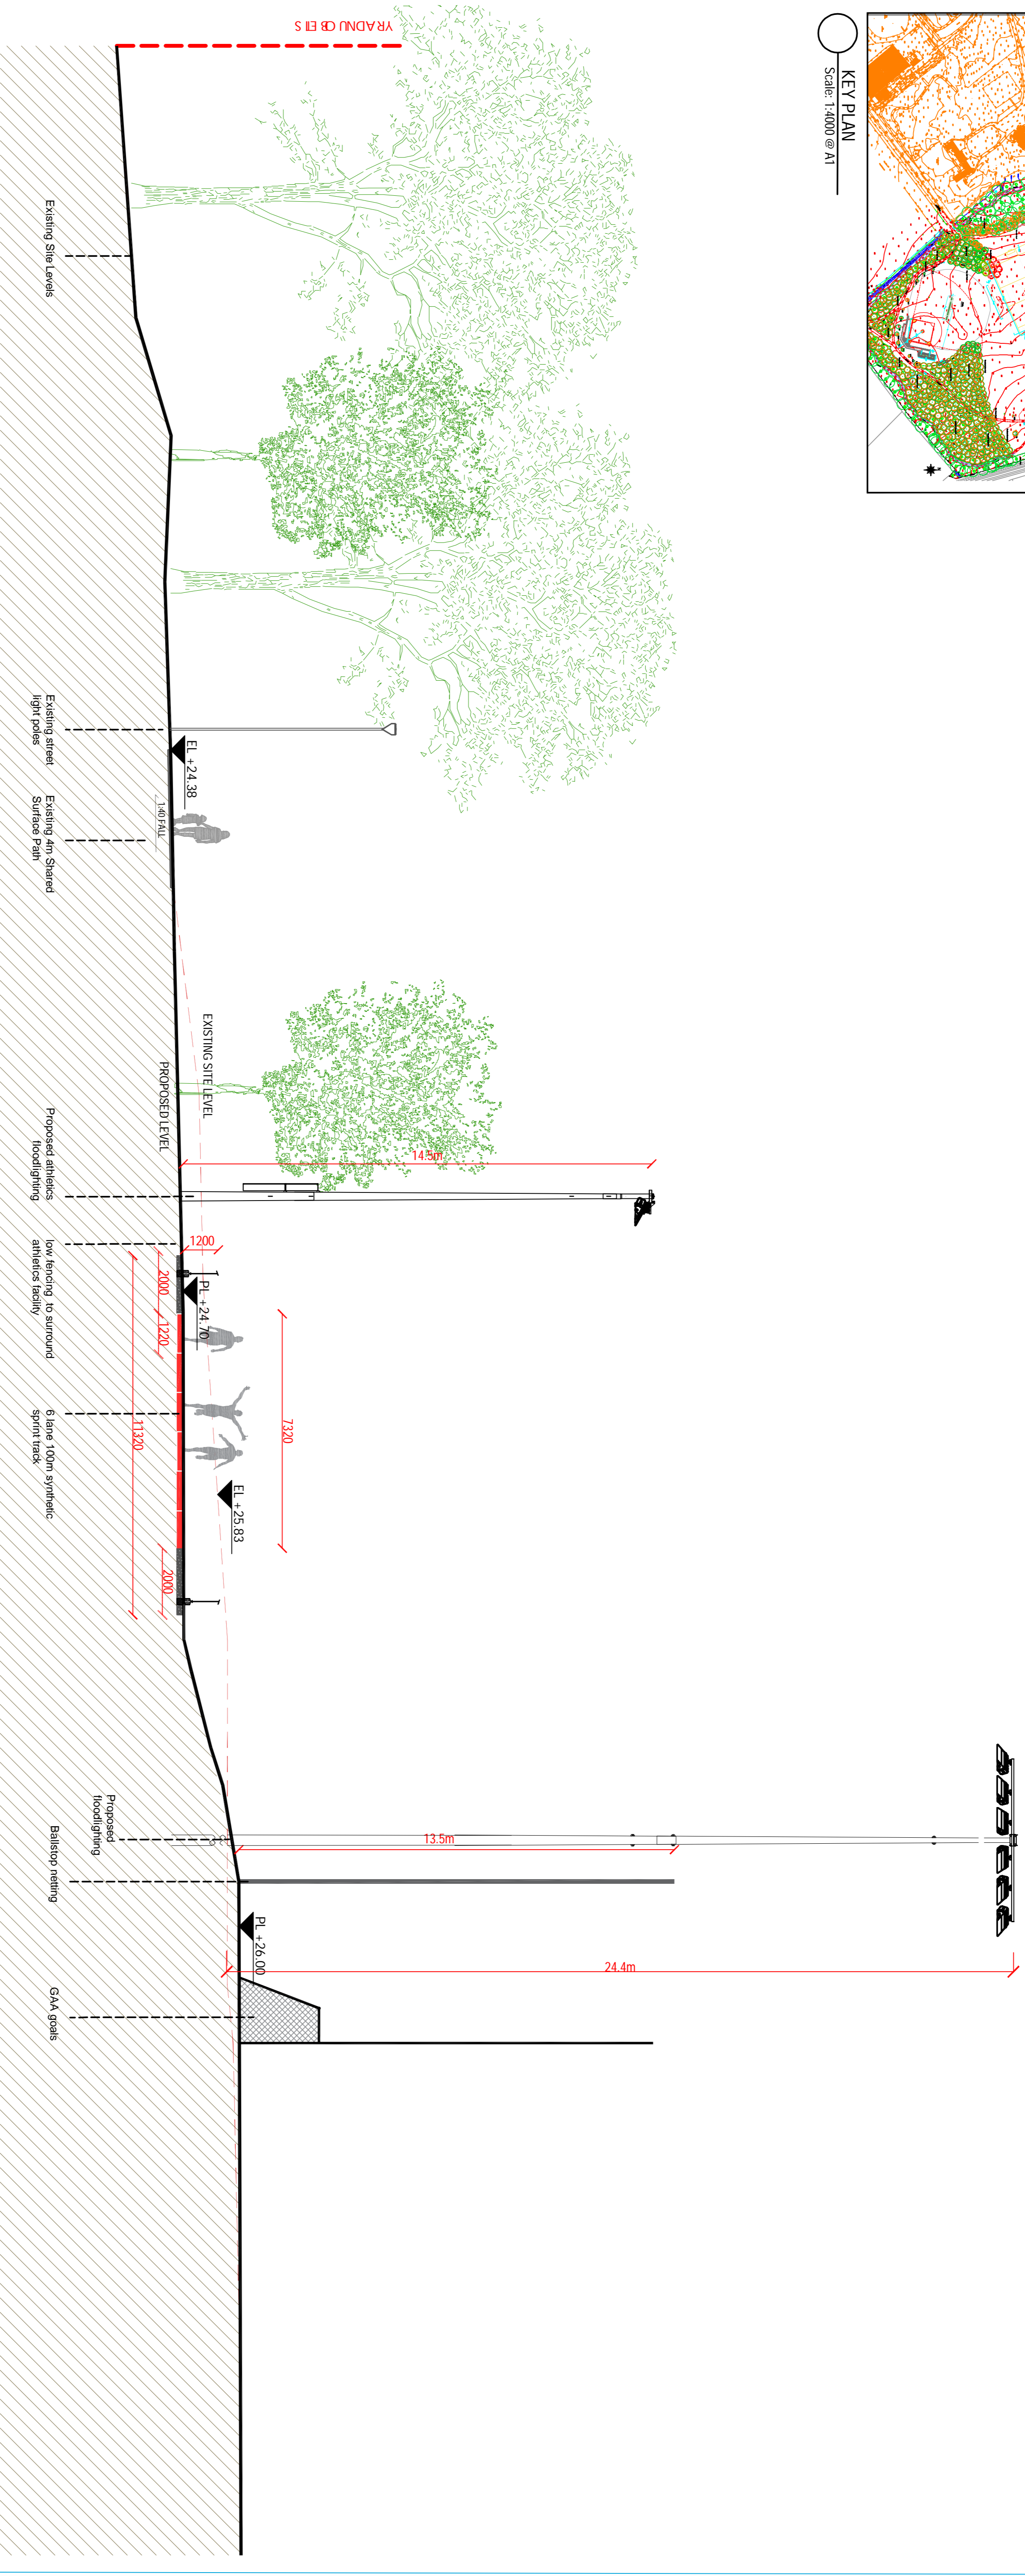 KEY PLAN
Scale: 1:4000 @ A1
YRADNUOB ETIS
Existing Site Levels
Existing street
light poles
EL +24.38
1:40 FALL
Existing 4m Shared
Surface Path
EXISTING SITE LEVEL
PROPOSED LEVEL
14.5m
Proposed athletics
floodlighting
1200
low fencing to surround
athletics facility
2000
PL +24.70
1220
7320
11320
6 lane 100m synthetic
sprint track
EL +25.83
2000
13.5m
Proposed
floodlighting
Ballstop netting
PL +26.00
24.4m
GAA goals